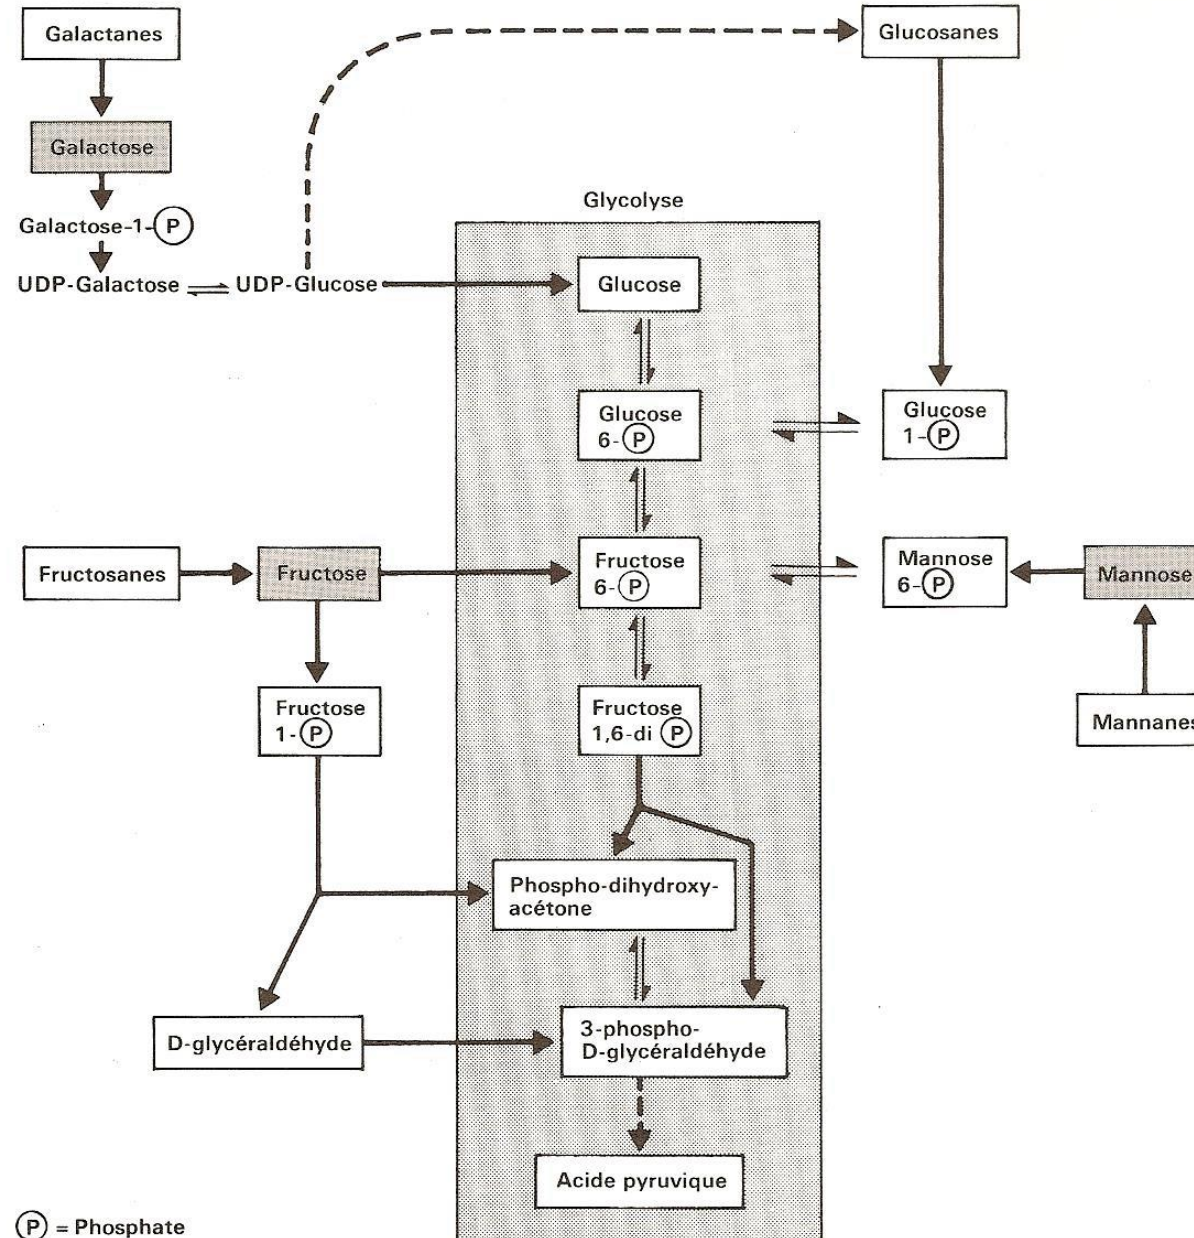 Galactanes
Glucosanes
Galactose
Glycolyse
Galactose-1-P
UDP-Galactose
UDP-Glucose
Glucose
Glucose
6-P
Glucose
1-P
Fructosanes
Fructose
Fructose
6-P
Mannose
6-P
Mannose
Fructose
1-P
Fructose
1,6-di P
Mannanes
Phospho-dihydroxy-
acétone
D-glycéraldéhyde
3-phospho-
D-glycéraldéhyde
Acide pyruvique
P = Phosphate